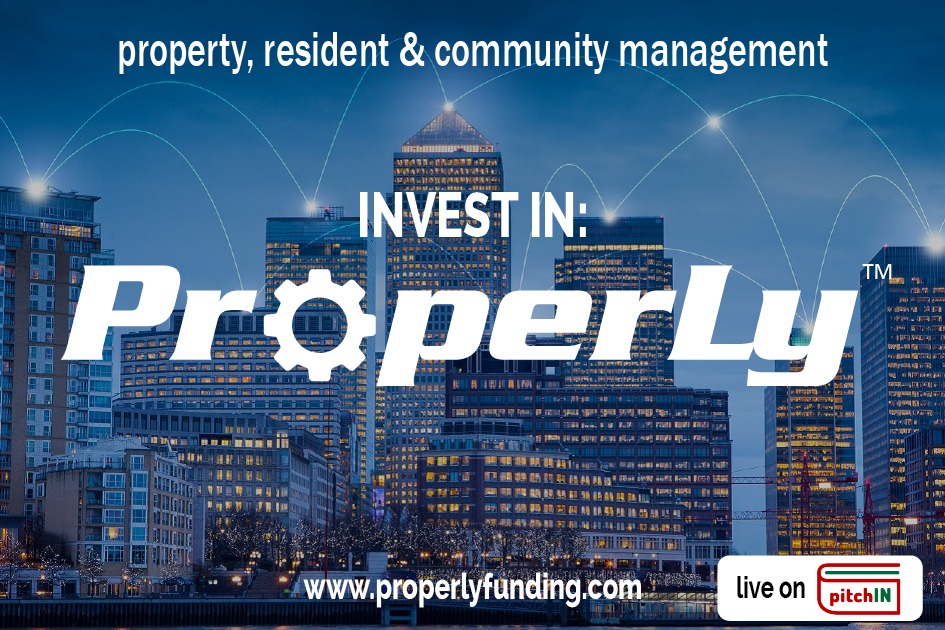 property, resident & community management
INVEST IN:
ProperLy™
www.properlyfunding.com
live on pitchIN